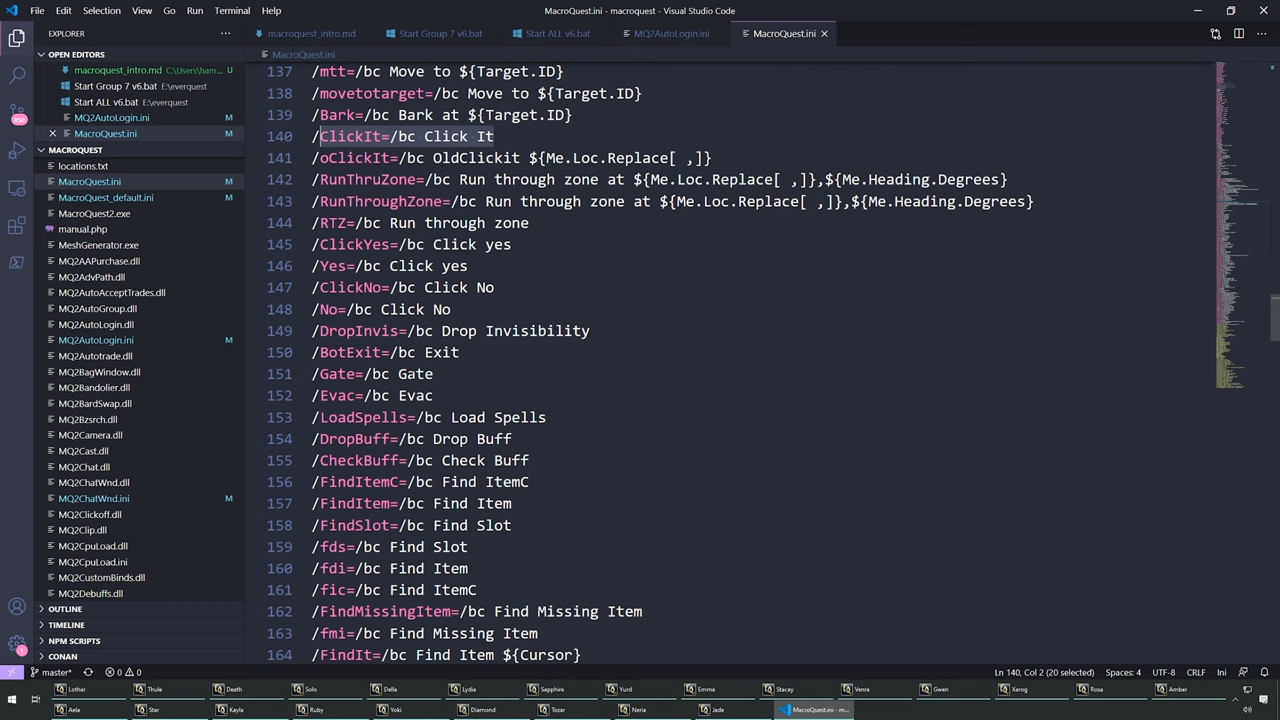 File Edit Selection View Go Run Terminal Help
MacroQuest.ini - macroquest - Visual Studio Code
EXPLORER
macroquest_intro.md Start Group 7 v6.bat Start ALL v6.bat MQ2AutoLogin.ini MacroQuest.ini
OPEN EDITORS
macroquest_intro.md C:\Users\ham... U
Start Group 7 v6.bat E:\everquest
Start ALL v6.bat E:\everquest
MQ2AutoLogin.ini M
MacroQuest.ini M
MACROQUEST
locations.txt
MacroQuest.ini M
MacroQuest_default.ini M
MacroQuest2.exe
manual.php
MeshGenerator.exe
MQ2AAPurchase.dll
MQ2AdvPath.dll
MQ2AutoAcceptTrades.dll
MQ2AutoGroup.dll
MQ2AutoLogin.dll
MQ2AutoLogin.ini M
MQ2Autotrade.dll
MQ2BagWindow.dll
MQ2Bandolier.dll
MQ2BardSwap.dll
MQ2Bzsrch.dll
MQ2Camera.dll
MQ2Cast.dll
MQ2Chat.dll
MQ2ChatWnd.dll
MQ2ChatWnd.ini M
MQ2Clickoff.dll
MQ2Clip.dll
MQ2CpuLoad.dll
MQ2CpuLoad.ini
MQ2CustomBinds.dll
MQ2Debuffs.dll
OUTLINE
TIMELINE
NPM SCRIPTS
CONAN
MacroQuest.ini
137 /mtt=/bc Move to ${Target.ID}
138 /movetotarget=/bc Move to ${Target.ID}
139 /Bark=/bc Bark at ${Target.ID}
140 /ClickIt=/bc Click It
141 /oClickIt=/bc OldClickit ${Me.Loc.Replace[ ,]}
142 /RunThruZone=/bc Run through zone at ${Me.Loc.Replace[ ,]},${Me.Heading.Degrees}
143 /RunThroughZone=/bc Run through zone at ${Me.Loc.Replace[ ,]},${Me.Heading.Degrees}
144 /RTZ=/bc Run through zone
145 /ClickYes=/bc Click yes
146 /Yes=/bc Click yes
147 /ClickNo=/bc Click No
148 /No=/bc Click No
149 /DropInvis=/bc Drop Invisibility
150 /BotExit=/bc Exit
151 /Gate=/bc Gate
152 /Evac=/bc Evac
153 /LoadSpells=/bc Load Spells
154 /DropBuff=/bc Drop Buff
155 /CheckBuff=/bc Check Buff
156 /FindItemC=/bc Find ItemC
157 /FindItem=/bc Find Item
158 /FindSlot=/bc Find Slot
159 /fds=/bc Find Slot
160 /fdi=/bc Find Item
161 /fic=/bc Find ItemC
162 /FindMissingItem=/bc Find Missing Item
163 /fmi=/bc Find Missing Item
164 /FindIt=/bc Find Item ${Cursor}
master* 0 0 Ln 140, Col 2 (20 selected) Spaces: 4 UTF-8 CRLF Ini
Lothar Thule Death Solo Della Lydia Sapphire Yurd Emma Stacey Venra Gwen Xarog Rosa Amber
Aela Star Kayla Ruby Yoki Diamond Tozar Neria Jade MacroQuest.ini - m...